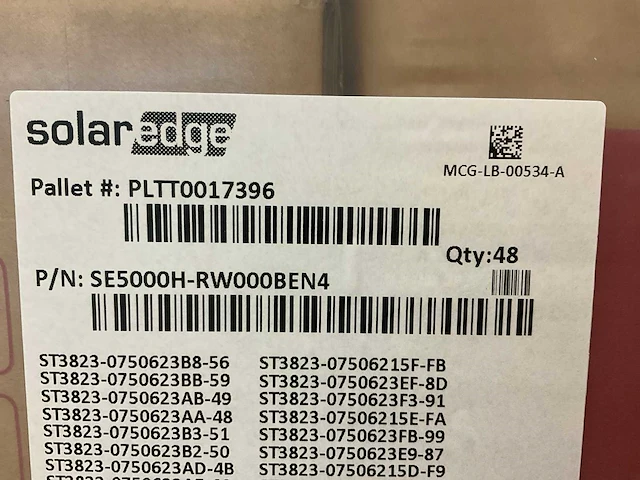 solaredge
MCG-LB-00534-A
Pallet #: PLTT0017396
Qty:48
P/N: SE5000H-RW000BEN4
ST3823-0750623B8-56 ST3823-07506215F-FB
ST3823-0750623BB-59 ST3823-0750623EF-8D
ST3823-0750623AB-49 ST3823-0750623F3-91
ST3823-0750623AA-48 ST3823-07506215E-FA
ST3823-0750623B3-51 ST3823-0750623FB-99
ST3823-0750623B2-50 ST3823-0750623E9-87
ST3823-0750623AD-4B ST3823-07506215D-F9